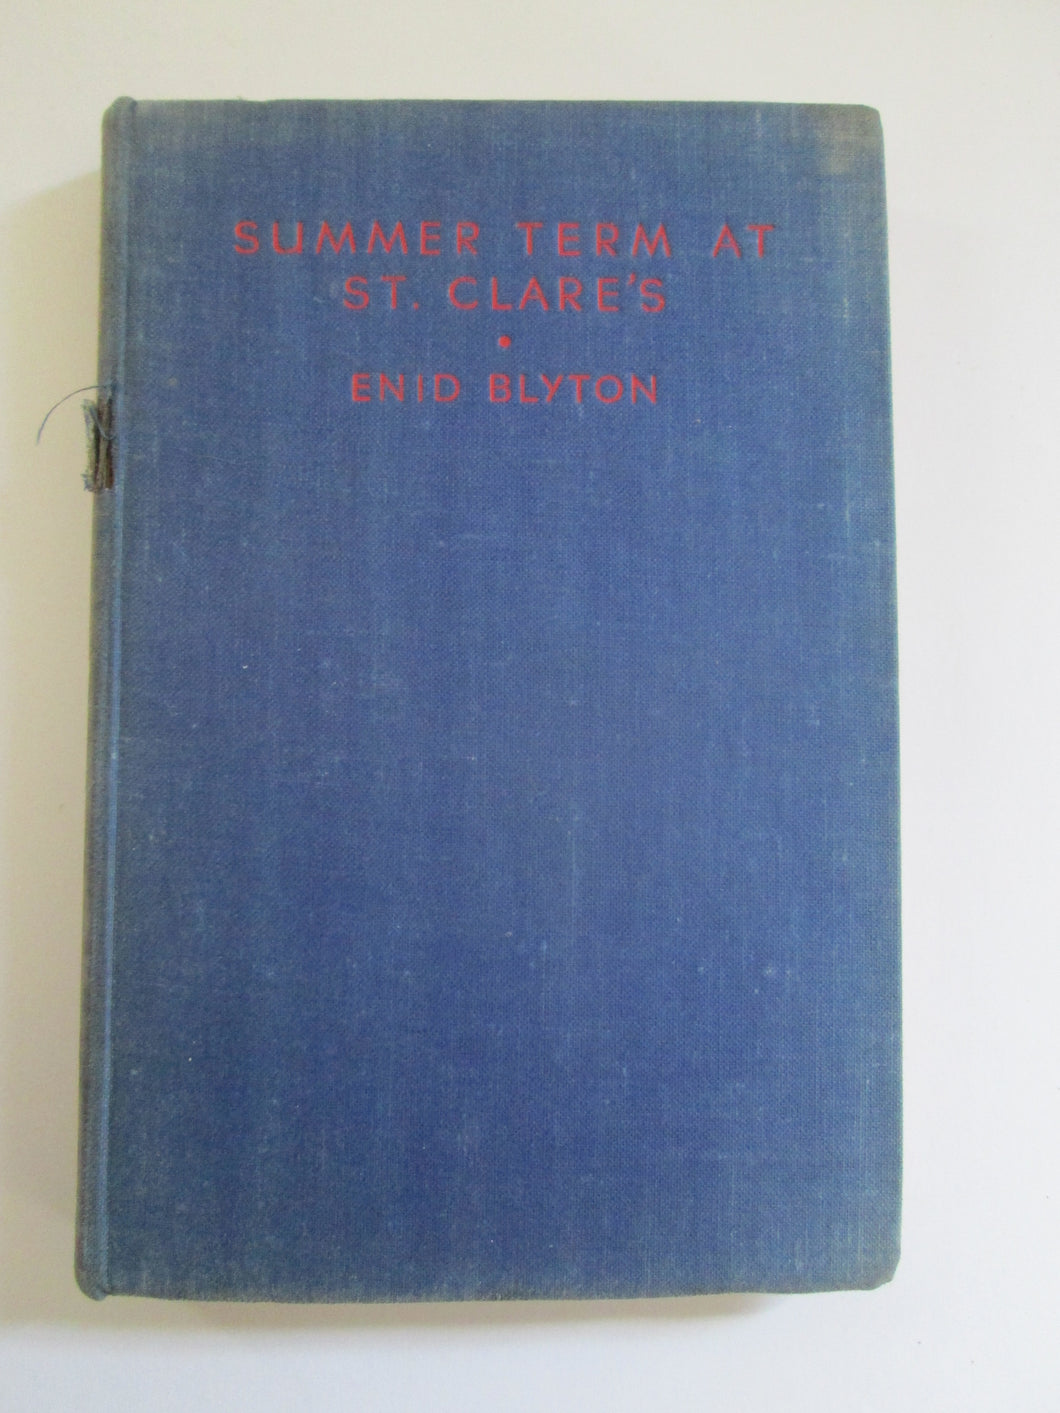 SUMMER TERM AT
ST. CLARE'S
•
ENID BLYTON